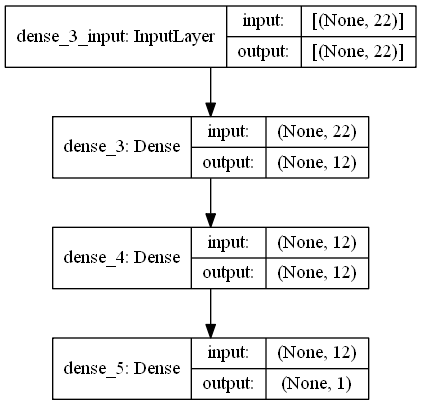 dense_3_input: InputLayer
input: [(None, 22)]
output: [(None, 22)]
dense_3: Dense
input: (None, 22)
output: (None, 12)
dense_4: Dense
input: (None, 12)
output: (None, 12)
dense_5: Dense
input: (None, 12)
output: (None, 1)